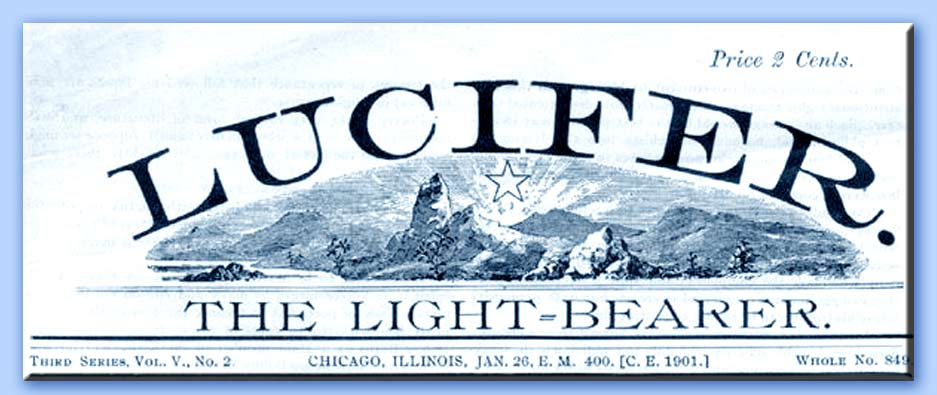 Price 2 Cents.
LUCIFER.
THE LIGHT=BEARER.
THIRD SERIES, VOL. V., NO. 2. CHICAGO, ILLINOIS, JAN. 26, E. M. 400. [C. E. 1901.] WHOLE NO. 849.